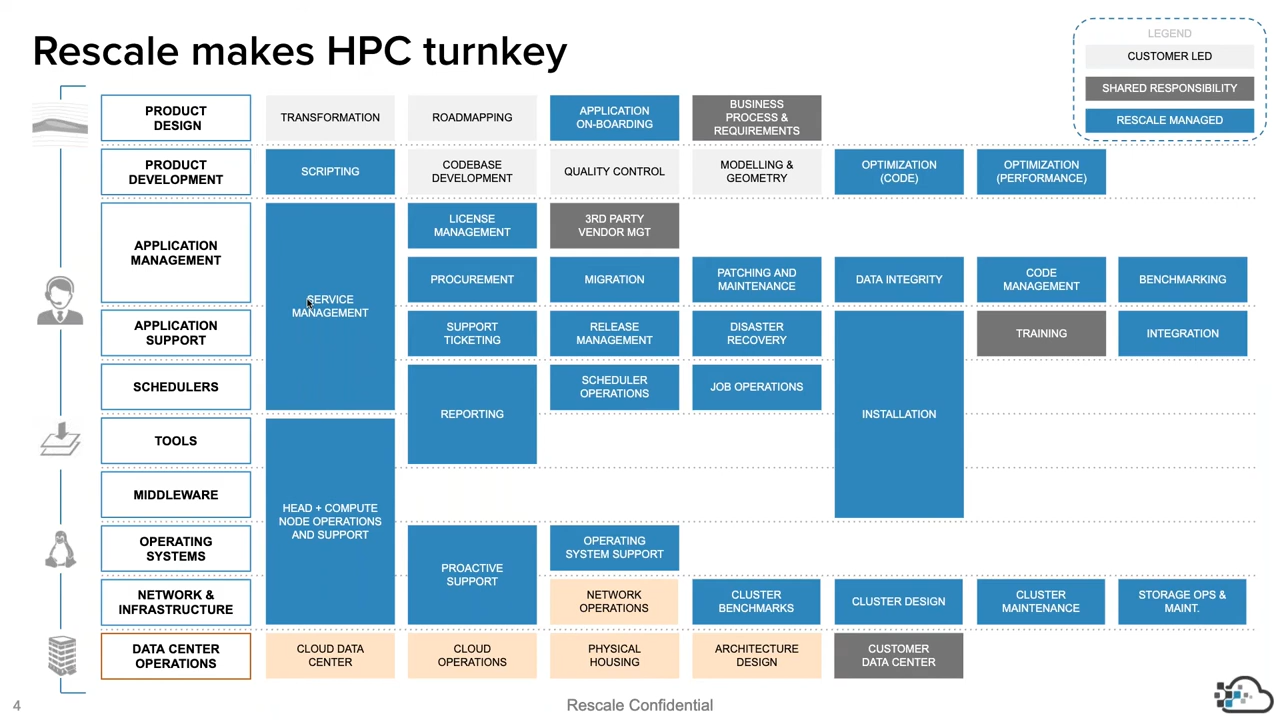 Rescale makes HPC turnkey
LEGEND
CUSTOMER LED
SHARED RESPONSIBILITY
RESCALE MANAGED
PRODUCT
DESIGN
TRANSFORMATION
ROADMAPPING
APPLICATION
ON-BOARDING
BUSINESS
PROCESS &
REQUIREMENTS
PRODUCT
DEVELOPMENT
SCRIPTING
CODEBASE
DEVELOPMENT
QUALITY CONTROL
MODELLING &
GEOMETRY
OPTIMIZATION
(CODE)
OPTIMIZATION
(PERFORMANCE)
APPLICATION
MANAGEMENT
SERVICE
MANAGEMENT
LICENSE
MANAGEMENT
3RD PARTY
VENDOR MGT
PROCUREMENT
MIGRATION
PATCHING AND
MAINTENANCE
DATA INTEGRITY
CODE
MANAGEMENT
BENCHMARKING
APPLICATION
SUPPORT
SUPPORT
TICKETING
RELEASE
MANAGEMENT
DISASTER
RECOVERY
INSTALLATION
TRAINING
INTEGRATION
SCHEDULERS
REPORTING
SCHEDULER
OPERATIONS
JOB OPERATIONS
TOOLS
HEAD + COMPUTE
NODE OPERATIONS
AND SUPPORT
MIDDLEWARE
OPERATING
SYSTEMS
PROACTIVE
SUPPORT
OPERATING
SYSTEM SUPPORT
NETWORK &
INFRASTRUCTURE
NETWORK
OPERATIONS
CLUSTER
BENCHMARKS
CLUSTER DESIGN
CLUSTER
MAINTENANCE
STORAGE OPS &
MAINT.
DATA CENTER
OPERATIONS
CLOUD DATA
CENTER
CLOUD
OPERATIONS
PHYSICAL
HOUSING
ARCHITECTURE
DESIGN
CUSTOMER
DATA CENTER
4
Rescale Confidential